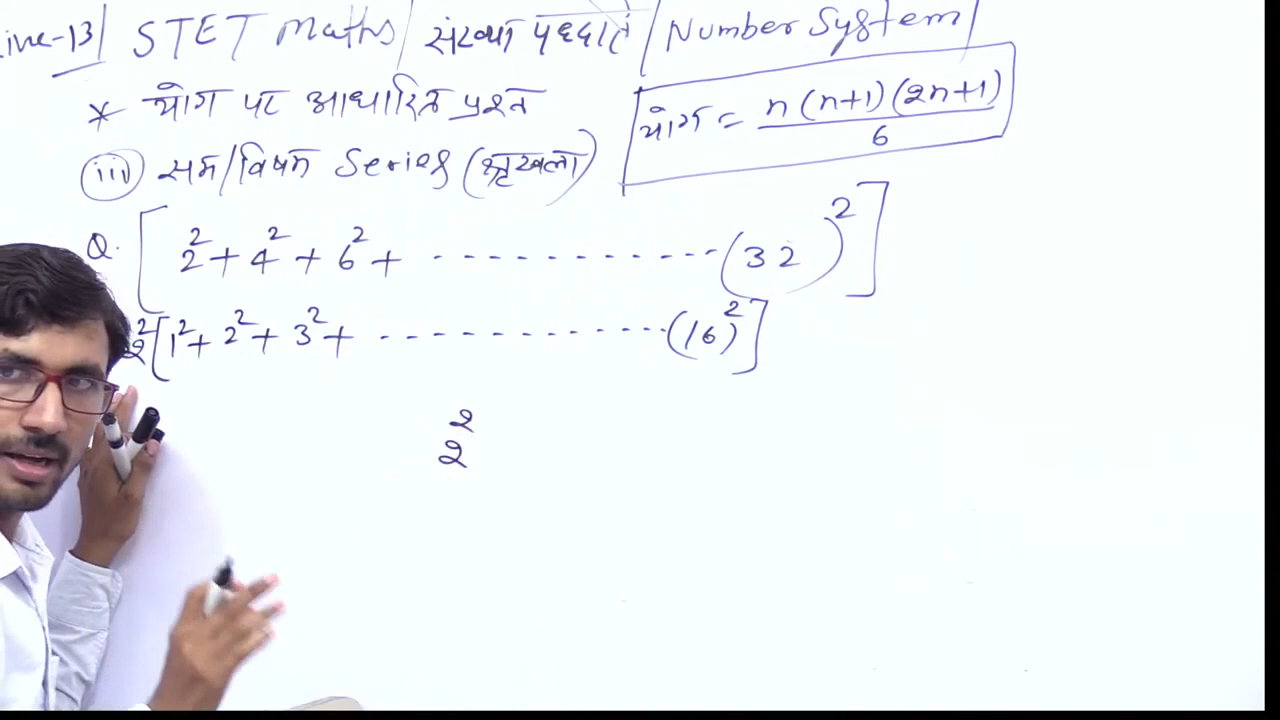 ine-13/ STET Maths/ संख्या पद्धति / Number System/
* योग पर आधारित प्रश्न
योग = n(n+1)(2n+1) / 6
(iii) सम/विषम Series (श्रृंखला)
Q. [ 2² + 4² + 6² + ------------ (32)² ]
2² [ 1² + 2² + 3² + ------------- (16)² ]
2²